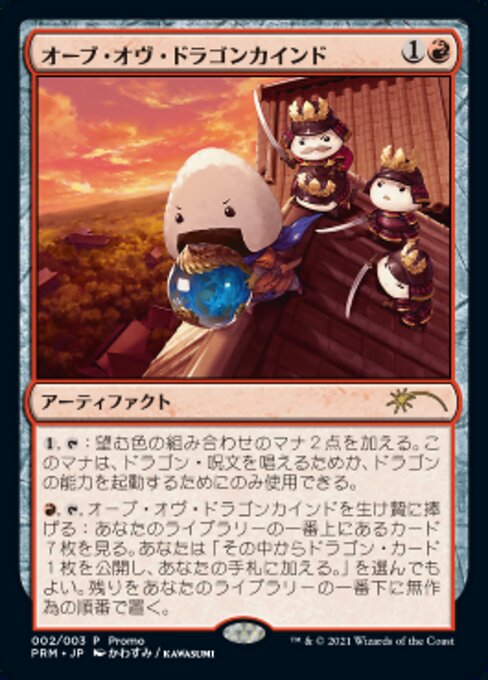 オーブ・オヴ・ドラゴンカインド 1
アーティファクト
1, : 望む色の組み合わせのマナ２点を加える。こ
のマナは、ドラゴン・呪文を唱えるためか、ドラゴン
の能力を起動するためにのみ使用できる。
, , オーブ・オヴ・ドラゴンカインドを生け贄に捧
げる：あなたのライブラリーの一番上にあるカード
７枚を見る。あなたは「その中からドラゴン・カード
１枚を公開し、あなたの手札に加える。」を選んでも
よい。残りをあなたのライブラリーの一番下に無作
為の順番で置く。
002/003 P Promo
PRM・JP かわすみ / KAWASUMI
™ & © 2021 Wizards of the Coast